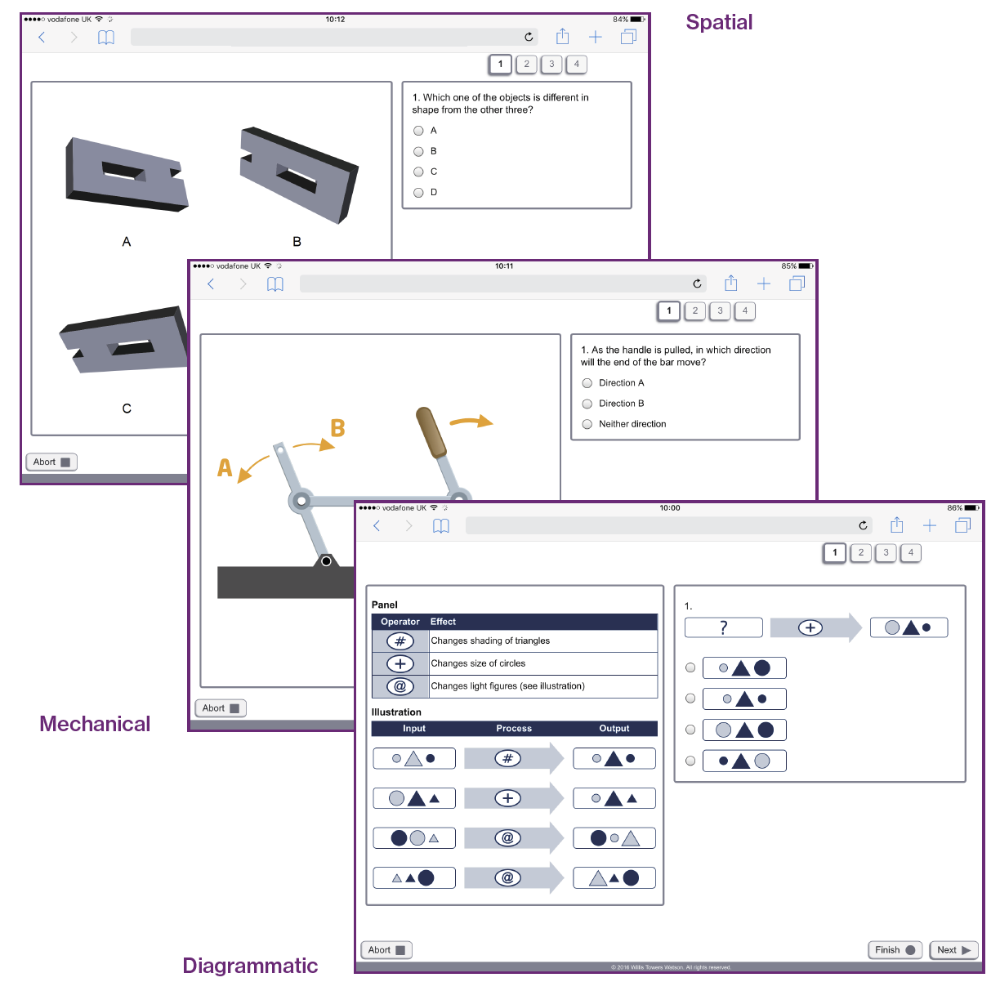 Spatial
vodafone UK 10:12 84%
1 2 3 4
1. Which one of the objects is different in
shape from the other three?
A
B
C
D
A B
C
Abort
Mechanical
vodafone UK 10:11 85%
1 2 3 4
1. As the handle is pulled, in which direction
will the end of the bar move?
Direction A
Direction B
Neither direction
B
A
Abort
Diagrammatic
vodafone UK 10:00 86%
1 2 3 4
Panel
Operator Effect
# Changes shading of triangles
+ Changes size of circles
@ Changes light figures (see illustration)
Illustration
Input Process Output
#
+
@
@
1.
? +
Abort
Finish Next
© 2016 Willis Towers Watson. All rights reserved.